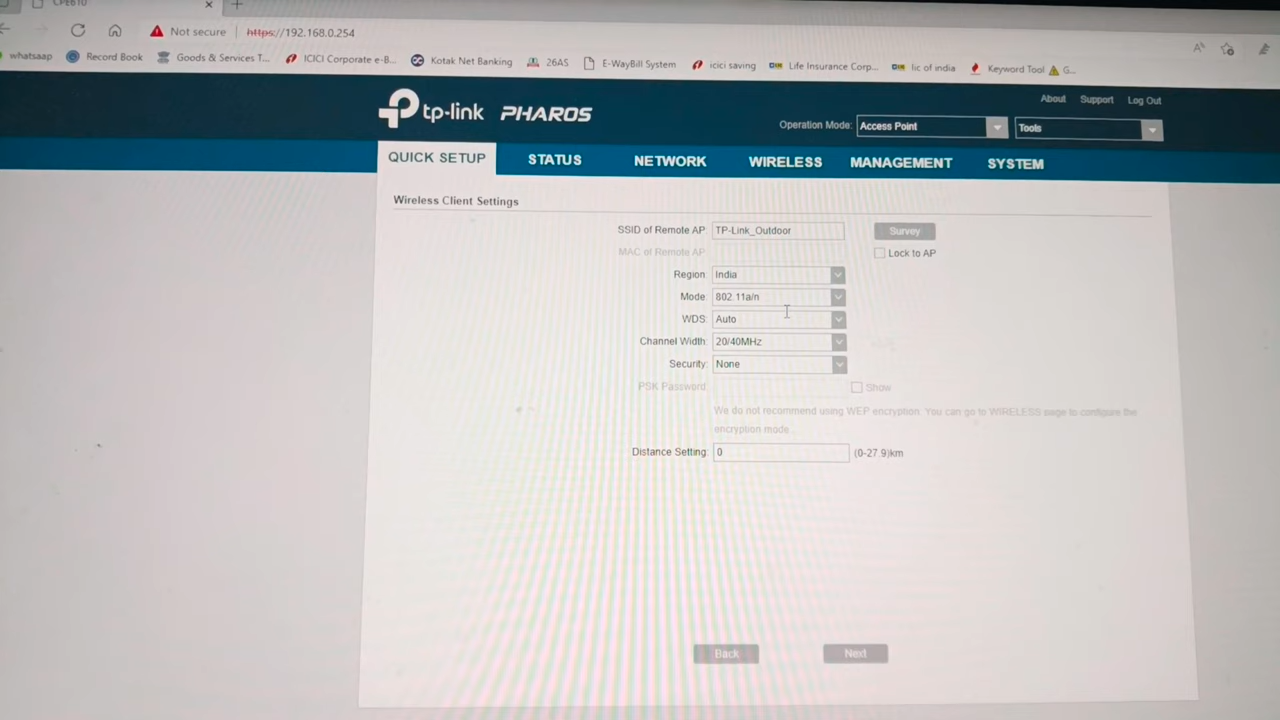 CPE610
Not secure https://192.168.0.254
whatsaap Record Book Goods & Services T... ICICI Corporate e-B... Kotak Net Banking 26AS E-WayBill System icici saving Life Insurance Corp... lic of india Keyword Tool G...
tp-link PHAROS
About Support Log Out
Operation Mode: Access Point Tools
QUICK SETUP STATUS NETWORK WIRELESS MANAGEMENT SYSTEM
Wireless Client Settings
SSID of Remote AP TP-Link_Outdoor Survey
MAC of Remote AP Lock to AP
Region: India
Mode: 802.11a/n
WDS: Auto
Channel Width: 20/40MHz
Security: None
PSK Password: Show
We do not recommend using WEP encryption. You can go to WIRELESS page to configure the
encryption mode.
Distance Setting: 0 (0-27.9)km
Back Next